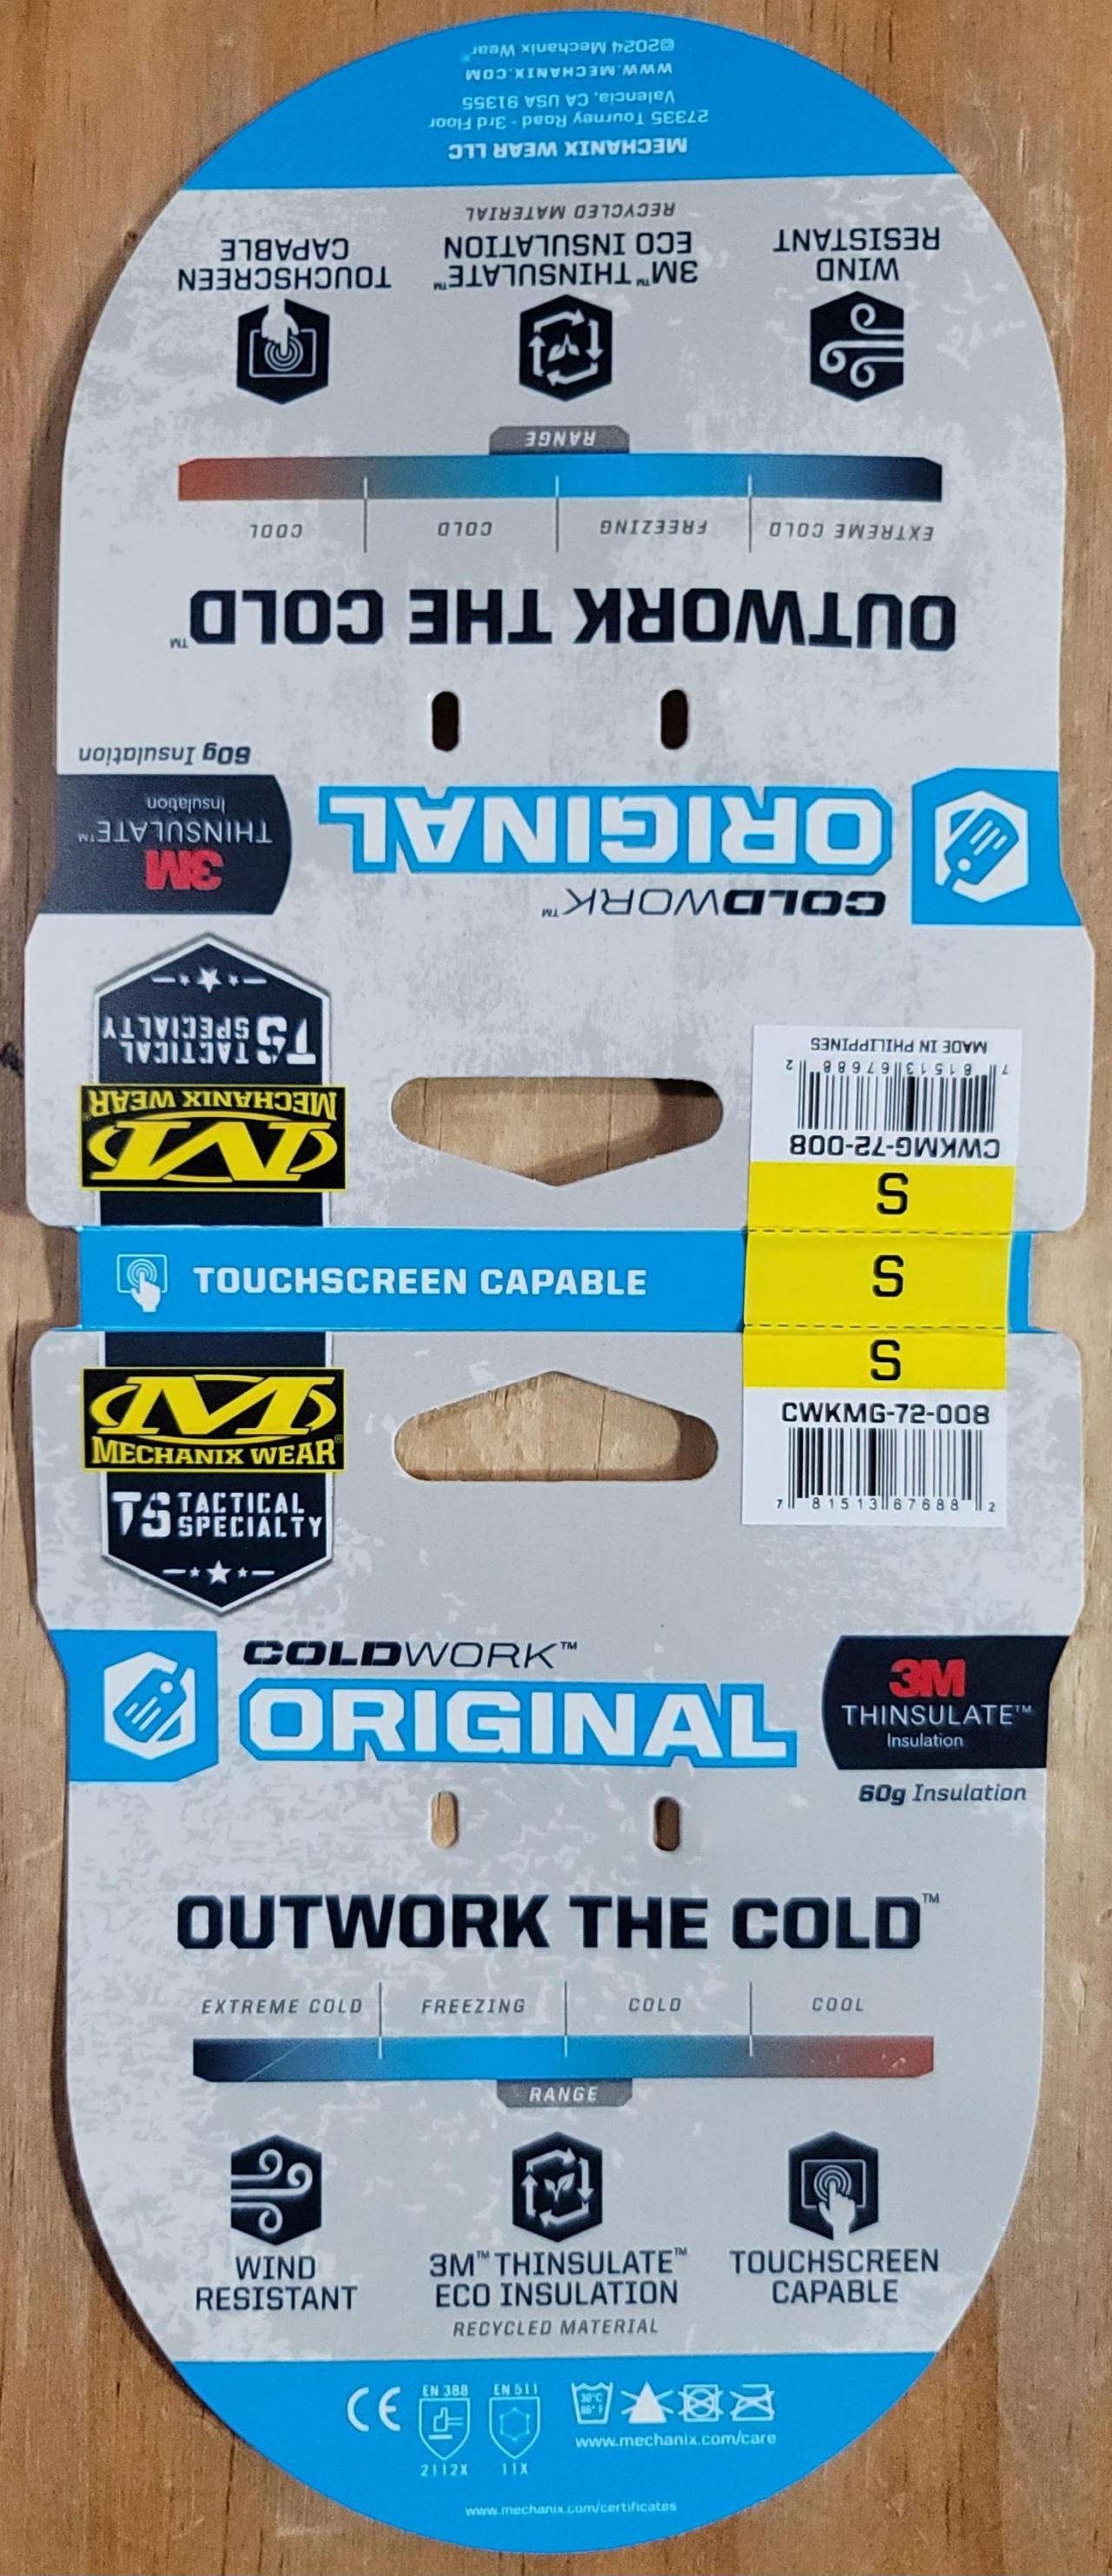 ©2024 Mechanix Wear®
WWW.MECHANIX.COM
Valencia, CA USA 91355
27335 Tourney Road - 3rd Floor
MECHANIX WEAR LLC
WIND
RESISTANT
3M™ THINSULATE™
ECO INSULATION
RECYCLED MATERIAL
TOUCHSCREEN
CAPABLE
RANGE
EXTREME COLD
FREEZING
COLD
COOL
OUTWORK THE COLD™
60g Insulation
3M
THINSULATE™
Insulation
COLDWORK™
ORIGINAL
TS TACTICAL
SPECIALTY
MECHANIX WEAR®
MADE IN PHILIPPINES
7 81513 67688 2
CWKMG-72-008
S
TOUCHSCREEN CAPABLE
S
S
CWKMG-72-008
7 81513 67688 2
M
MECHANIX WEAR®
TS TACTICAL
SPECIALTY
COLDWORK™
ORIGINAL
3M
THINSULATE™
Insulation
60g Insulation
OUTWORK THE COLD™
EXTREME COLD
FREEZING
COLD
COOL
RANGE
WIND
RESISTANT
3M™ THINSULATE™
ECO INSULATION
RECYCLED MATERIAL
TOUCHSCREEN
CAPABLE
CE
EN 388
2112X
EN 511
11X
30°C
86°F
www.mechanix.com/care
www.mechanix.com/certificates